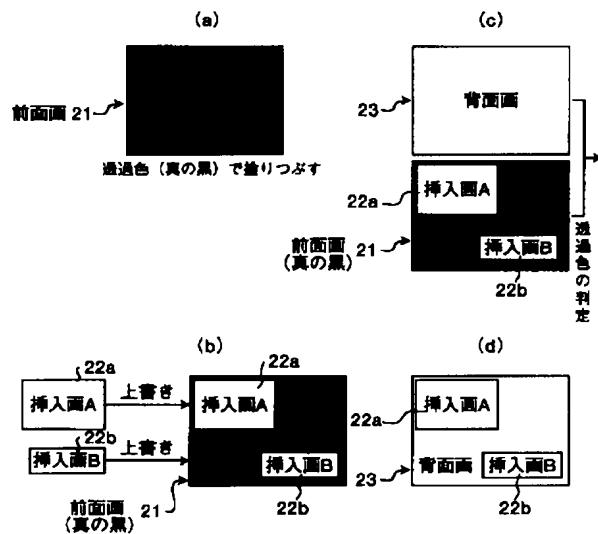 (a)
前面画 21
透過色（真の黒）で塗りつぶす
(c)
23
背面画
22a
挿入画A
前面画
（真の黒）
21
挿入画B
22b
透過色の判定
(b)
22a
挿入画A
上書き
22b
挿入画B
上書き
22a
挿入画A
挿入画B
22b
前面画
（真の黒）
21
(d)
挿入画A
22a
背面画
23
挿入画B
22b